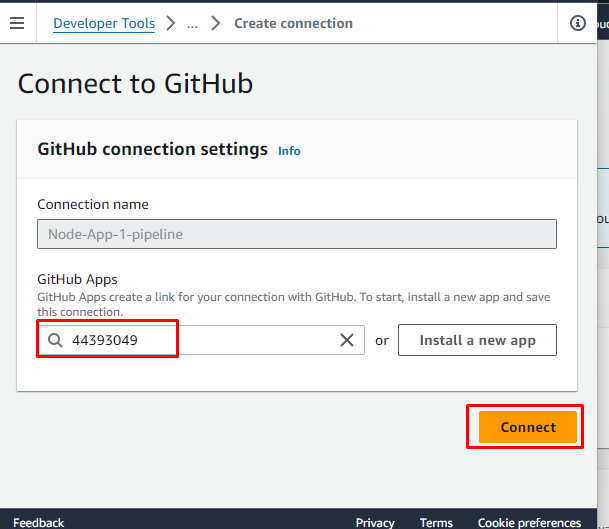 Developer Tools > ... > Create connection
Connect to GitHub
GitHub connection settings Info
Connection name
Node-App-1-pipeline
GitHub Apps
GitHub Apps create a link for your connection with GitHub. To start, install a new app and save
this connection.
44393049 or Install a new app
Connect
Feedback Privacy Terms Cookie preferences